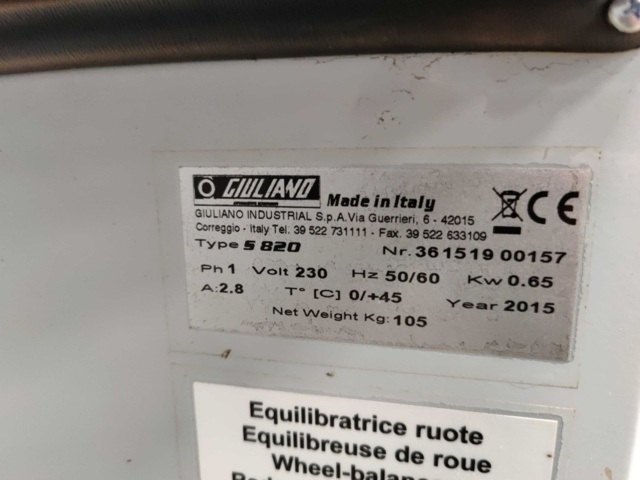 GIULIANO Made in Italy
GIULIANO INDUSTRIAL S.p.A.Via Guerrieri, 6 - 42015
Correggio - Italy Tel. 39 522 731111 - Fax. 39 522 633109
Type S 820 Nr. 361519 00157
Ph 1 Volt 230 Hz 50/60 Kw 0.65
A: 2.8 T° [C] 0/+45 Year 2015
Net Weight Kg: 105
CE
Equilibratrice ruote
Equilibreuse de roue